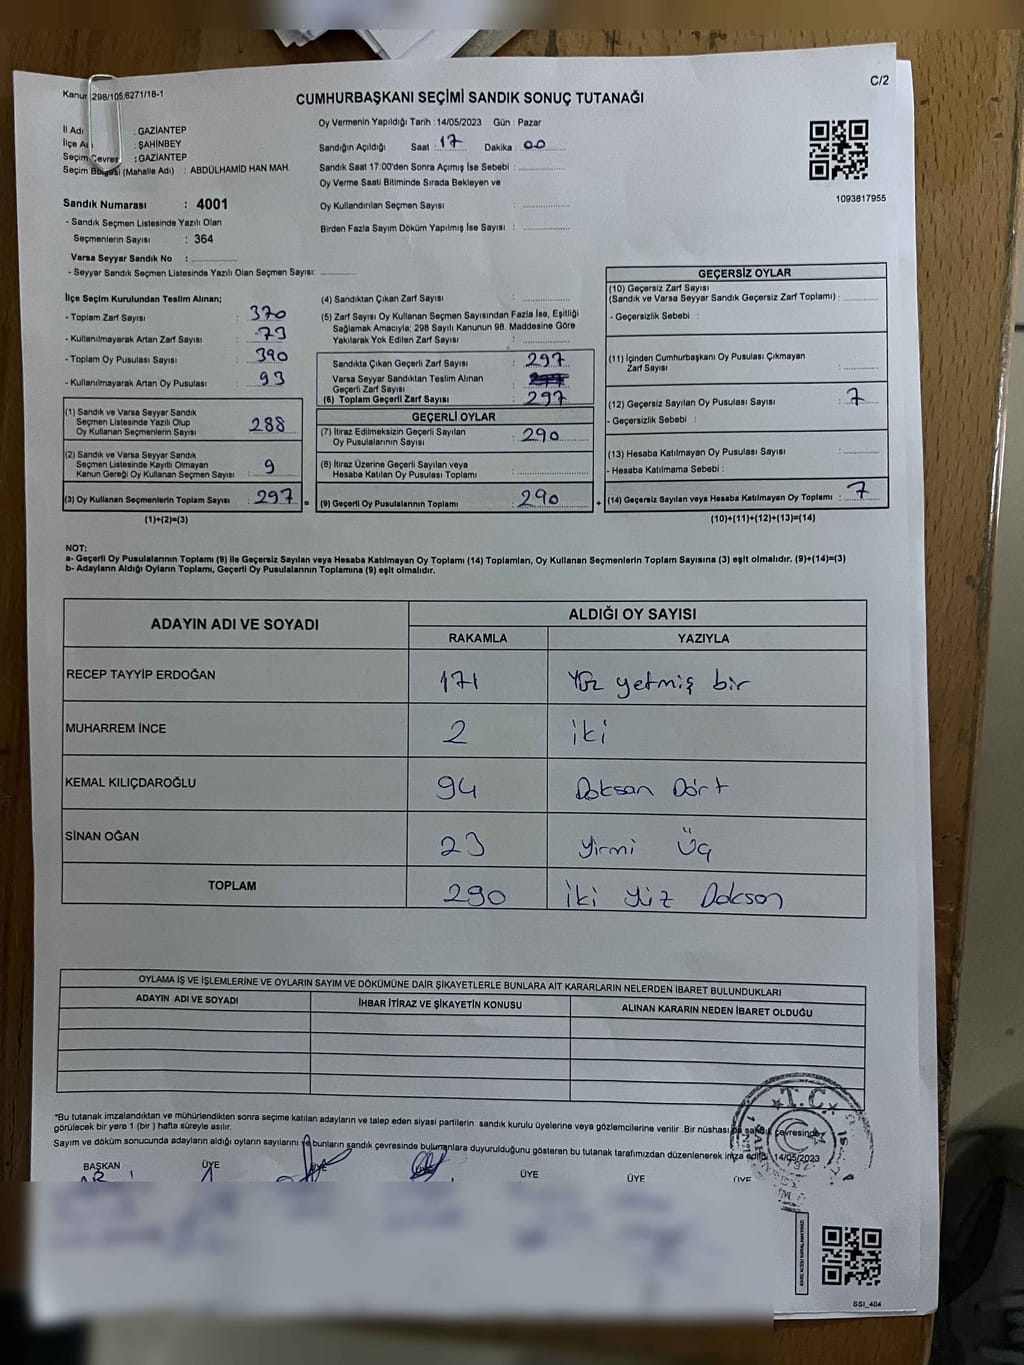 C/2
Kanun 298/105,6271/18-1
CUMHURBAŞKANI SEÇİMİ SANDIK SONUÇ TUTANAĞI
İl Adı : GAZİANTEP
İlçe Adı : ŞAHİNBEY
Seçim Çevresi : GAZİANTEP
Seçim Bölgesi (Mahalle Adı) : ABDÜLHAMİD HAN MAH.
Oy Vermenin Yapıldığı Tarih : 14/05/2023 Gün : Pazar
Sandığın Açıldığı Saat : 17 Dakika : 00
Sandık Saat 17:00'den Sonra Açımış İse Sebebi :
Oy Verme Saati Bitiminde Sırada Bekleyen ve
Oy Kullandırılan Seçmen Sayısı :
Birden Fazla Sayım Döküm Yapılmış İse Sayısı :
1093817955
Sandık Numarası : 4001
- Sandık Seçmen Listesinde Yazılı Olan
Seçmenlerin Sayısı : 364
Varsa Seyyar Sandık No :
- Seyyar Sandık Seçmen Listesinde Yazılı Olan Seçmen Sayısı:
İlçe Seçim Kurulundan Teslim Alınan;
- Toplam Zarf Sayısı : 370
- Kullanılmayarak Artan Zarf Sayısı : 73
- Toplam Oy Pusulası Sayısı : 390
- Kullanılmayarak Artan Oy Pusulası : 93
(1) Sandık ve Varsa Seyyar Sandık
Seçmen Listesinde Yazılı Olup
Oy Kullanan Seçmenlerin Sayısı : 288
(2) Sandık ve Varsa Seyyar Sandık
Seçmen Listesinde Kayıtlı Olmayan
Kanun Gereği Oy Kullanan Seçmen Sayısı : 9
(3) Oy Kullanan Seçmenlerin Toplam Sayısı : 297 =
(1)+(2)=(3)
(4) Sandıktan Çıkan Zarf Sayısı :
(5) Zarf Sayısı Oy Kullanan Seçmen Sayısından Fazla İse, Eşitliği
Sağlamak Amacıyla; 298 Sayılı Kanunun 98. Maddesine Göre
Yakılarak Yok Edilen Zarf Sayısı :
Sandıkta Çıkan Geçerli Zarf Sayısı : 297
Varsa Seyyar Sandıktan Teslim Alınan
Geçerli Zarf Sayısı :
(6) Toplam Geçerli Zarf Sayısı : 297
GEÇERLİ OYLAR
(7) İtiraz Edilmeksizin Geçerli Sayılan
Oy Pusulalarının Sayısı : 290
(8) İtiraz Üzerine Geçerli Sayılan veya
Hesaba Katılan Oy Pusulası Toplamı :
(9) Geçerli Oy Pusulalarının Toplamı : 290 +
GEÇERSİZ OYLAR
(10) Geçersiz Zarf Sayısı
(Sandık ve Varsa Seyyar Sandık Geçersiz Zarf Toplamı) :
- Geçersizlik Sebebi :
(11) İçinden Cumhurbaşkanı Oy Pusulası Çıkmayan
Zarf Sayısı :
(12) Geçersiz Sayılan Oy Pusulası Sayısı : 7
- Geçersizlik Sebebi :
(13) Hesaba Katılmayan Oy Pusulası Sayısı :
- Hesaba Katılmama Sebebi :
(14) Geçersiz Sayılan veya Hesaba Katılmayan Oy Toplamı : 7
(10)+(11)+(12)+(13)=(14)
NOT:
a- Geçerli Oy Pusulalarının Toplamı (9) ile Geçersiz Sayılan veya Hesaba Katılmayan Oy Toplamı (14) Toplamları, Oy Kullanan Seçmenlerin Toplam Sayısına (3) eşit olmalıdır. (9)+(14)=(3)
b- Adayların Aldığı Oyların Toplamı, Geçerli Oy Pusulalarının Toplamına (9) eşit olmalıdır.
ADAYIN ADI VE SOYADI ALDIĞI OY SAYISI
RAKAMLA YAZIYLA
RECEP TAYYİP ERDOĞAN 171 Yüz yetmiş bir
MUHARREM İNCE 2 iki
KEMAL KILIÇDAROĞLU 94 Doksan Dört
SİNAN OĞAN 23 Yirmi Üç
TOPLAM 290 iki yüz Doksan
OYLAMA İŞ VE İŞLEMLERİNE VE OYLARIN SAYIM VE DÖKÜMÜNE DAİR ŞİKAYETLERLE BUNLARA AİT KARARLARIN NELERDEN İBARET BULUNDUKLARI
ADAYIN ADI VE SOYADI İHBAR İTİRAZ VE ŞİKAYETİN KONUSU ALINAN KARARIN NEDEN İBARET OLDUĞU
*Bu tutanak imzalandıktan ve mühürlendikten sonra seçime katılan adayların ve talep eden siyasi partilerin sandık kurulu üyelerine veya gözlemcilerine verilir .Bir nüshası da sandık çevresinde
görülecek bir yere 1 (bir ) hafta süreyle asılır.
Sayım ve döküm sonucunda adayların aldığı oyların sayılarını ve bunların sandık çevresinde bulunanlara duyurulduğunu gösteren bu tutanak tarafımızdan düzenlenerek imza edildi. 14/05/2023
BAŞKAN ÜYE ÜYE ÜYE ÜYE ÜYE
T.C.
SSI_404